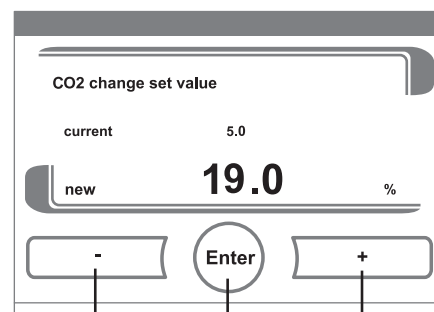 CO2 change set value
current 5.0
new 19.0 %
- Enter +